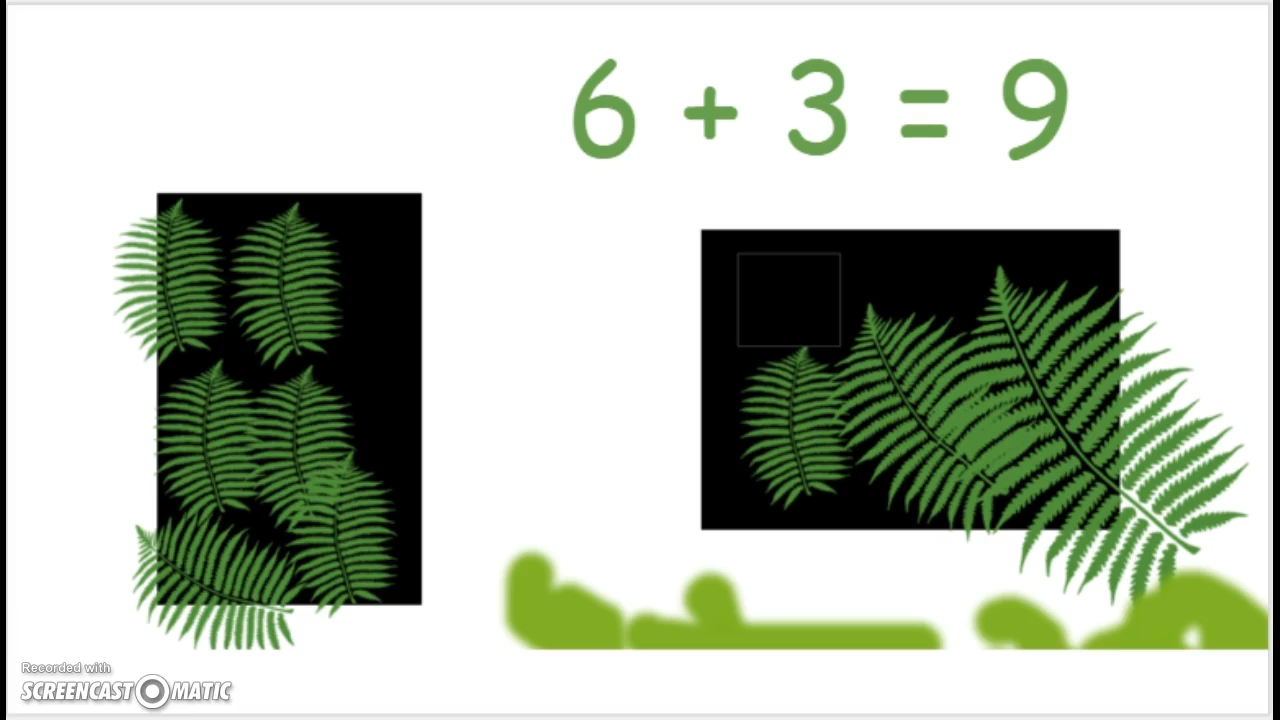 6 + 3 = 9
Recorded with
SCREENCAST O MATIC